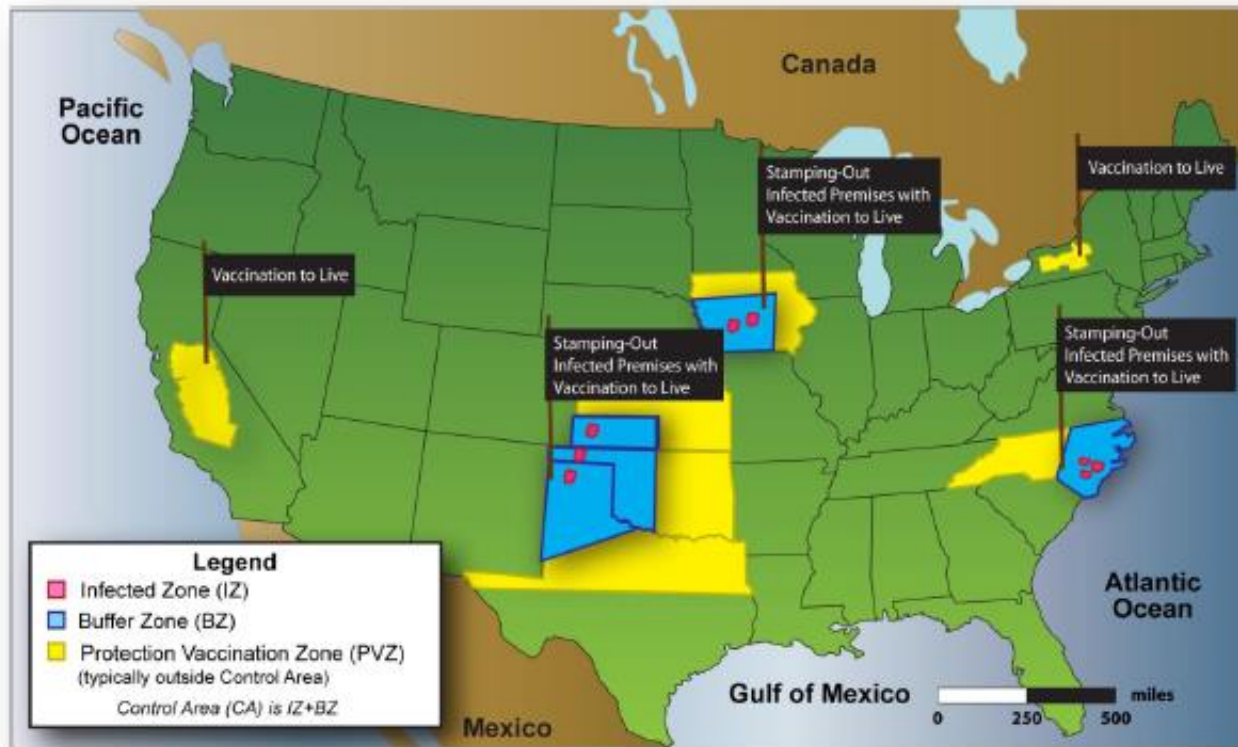 Canada
Pacific
Ocean
Stamping-Out
Infected Premises with
Vaccination to Live
Vaccination to Live
Vaccination to Live
Stamping-Out
Infected Premises with
Vaccination to Live
Stamping-Out
Infected Premises with
Vaccination to Live
Legend
Infected Zone (IZ)
Buffer Zone (BZ)
Protection Vaccination Zone (PVZ)
(typically outside Control Area)
Control Area (CA) is IZ+BZ
Atlantic
Ocean
Gulf of Mexico
miles
0 250 500
Mexico